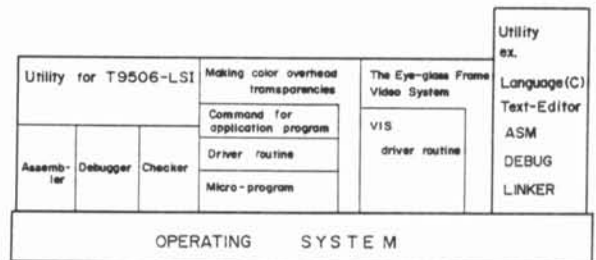 Utility for T9506-LSI
Assemb-
ler
Debugger
Checker
Making color overhead
tramsparencies
Command for
application program
Driver routine
Micro-program
The Eye-glass Frame
Video System
VIS
driver routine
Utility
ex.
Language(C)
Text-Editor
ASM
DEBUG
LINKER
OPERATING SYSTEM